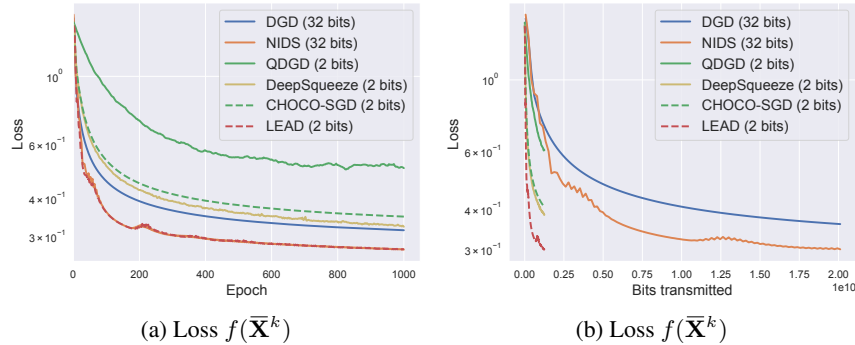 DGD (32 bits)
NIDS (32 bits)
QDGD (2 bits)
DeepSqueeze (2 bits)
CHOCO-SGD (2 bits)
LEAD (2 bits)
Loss
10⁰
6 × 10⁻¹
4 × 10⁻¹
3 × 10⁻¹
0 200 400 600 800 1000
Epoch
(a) Loss f(X̅ᵏ)
DGD (32 bits)
NIDS (32 bits)
QDGD (2 bits)
DeepSqueeze (2 bits)
CHOCO-SGD (2 bits)
LEAD (2 bits)
Loss
10⁰
6 × 10⁻¹
4 × 10⁻¹
3 × 10⁻¹
0.00 0.25 0.50 0.75 1.00 1.25 1.50 1.75 2.00
1e10
Bits transmitted
(b) Loss f(X̅ᵏ)